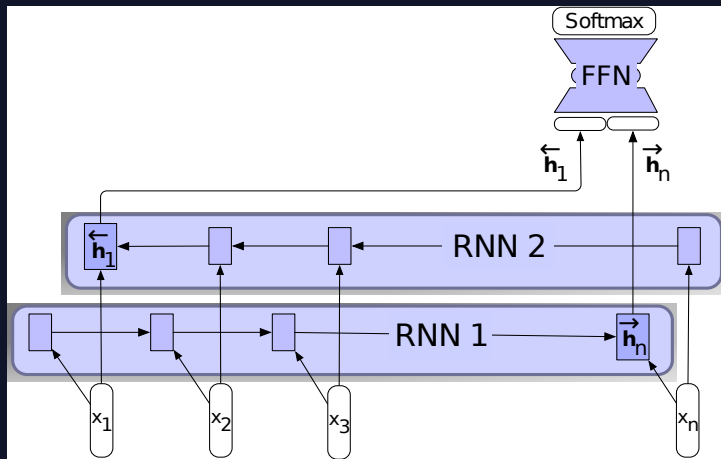 Softmax
FFN
←h₁ →hₙ
←h₁ RNN 2
RNN 1 →hₙ
x₁ x₂ x₃ xₙ